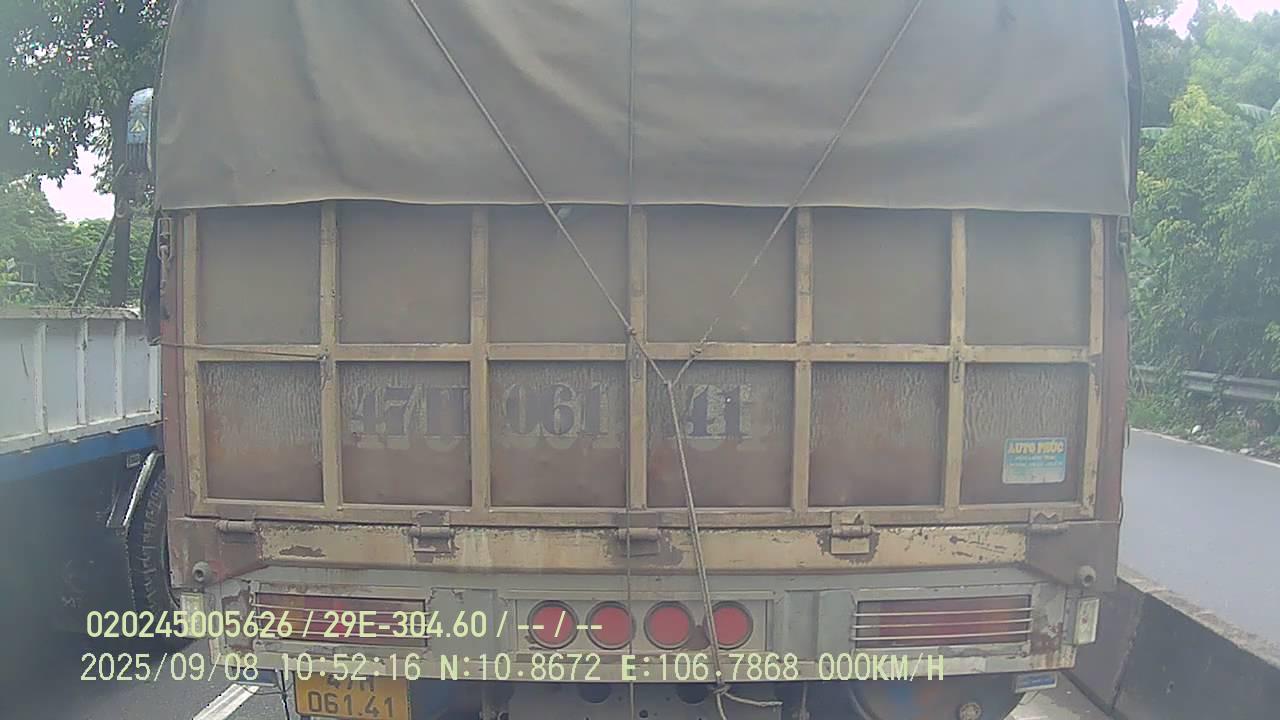 47H 061 41
AUTO PHÚC
020245005626 / 29E-304.60 / -- / --
2025/09/08 10:52:16 N:10.8672 E:106.7868 000KM/H
47H
061.41